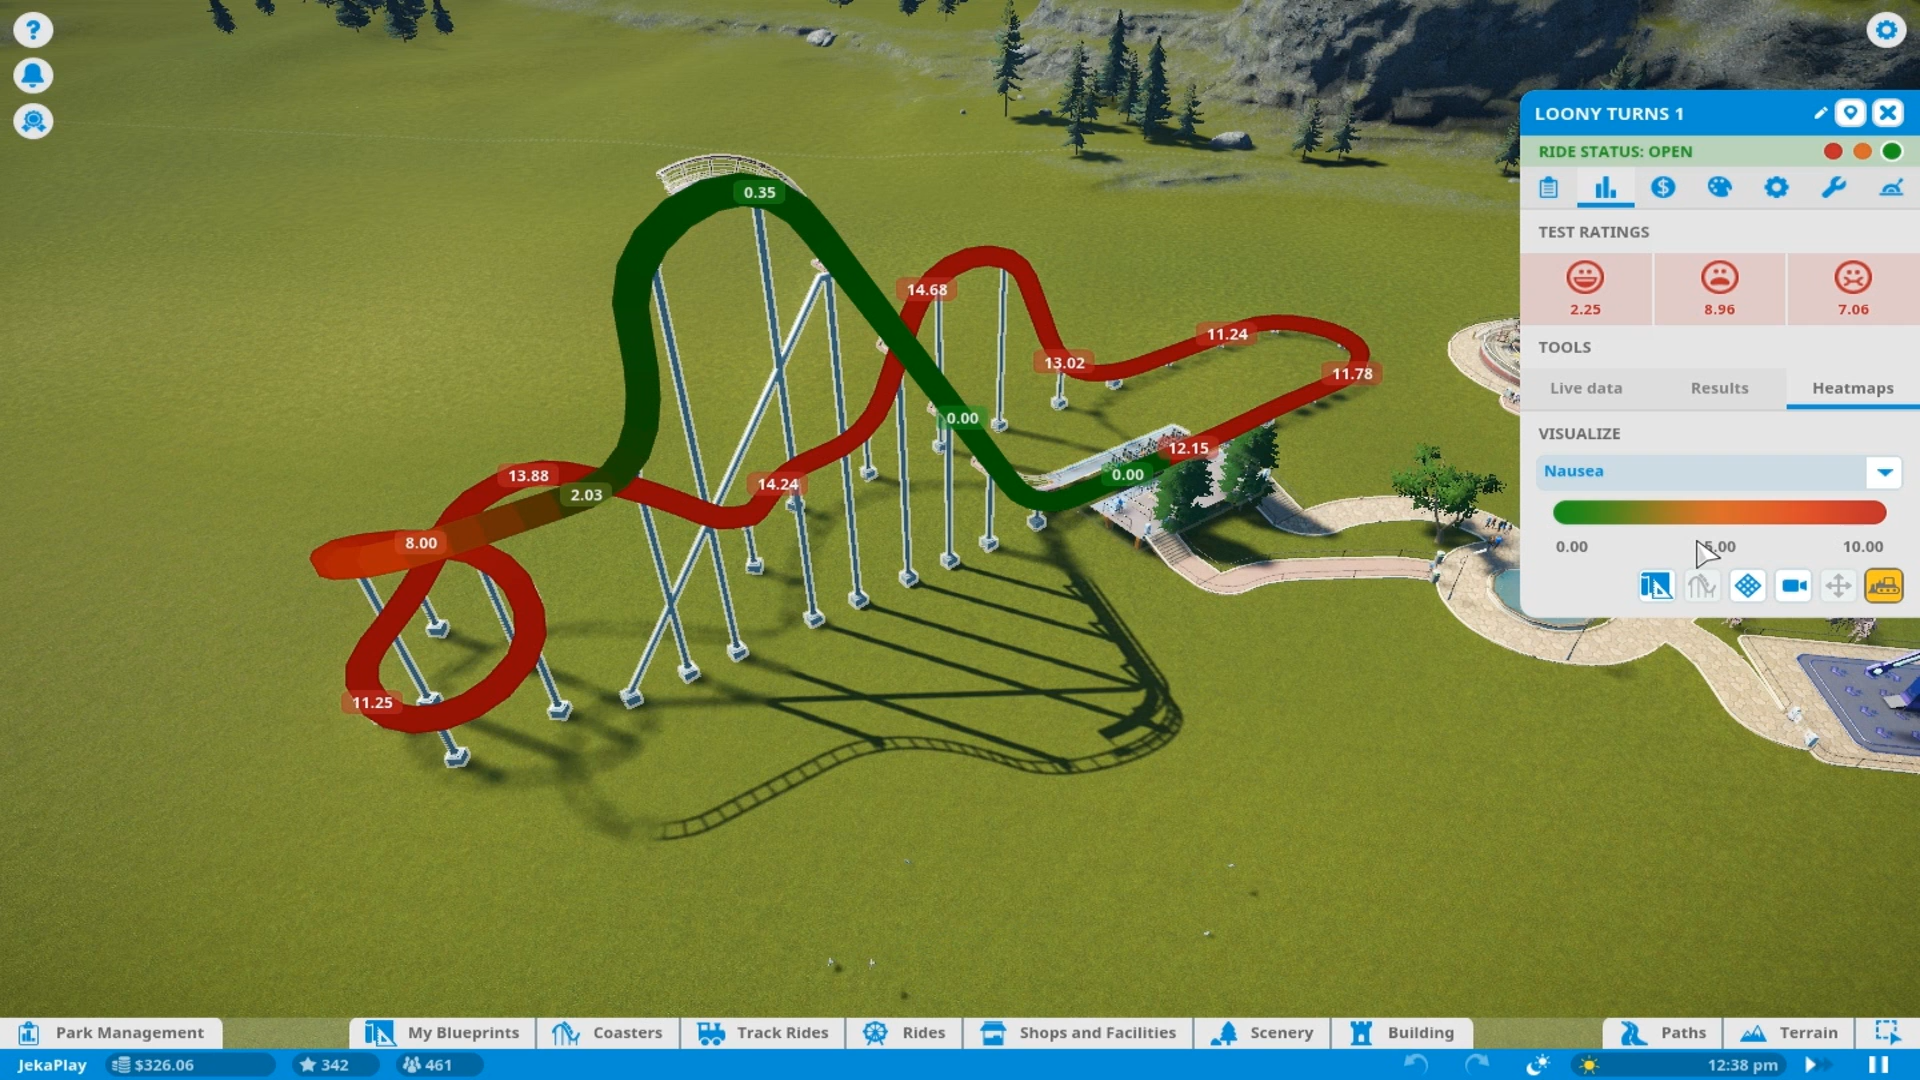 ?
LOONY TURNS 1
RIDE STATUS: OPEN
TEST RATINGS
2.25 8.96 7.06
TOOLS
Live data Results Heatmaps
VISUALIZE
Nausea
0.00 5.00 10.00
0.35
14.68
11.24
13.02
11.78
0.00
12.15
0.00
13.88
14.24
2.03
8.00
11.25
Park Management My Blueprints Coasters Track Rides Rides Shops and Facilities Scenery Building Paths Terrain
JekaPlay $326.06 342 461 12:38 pm